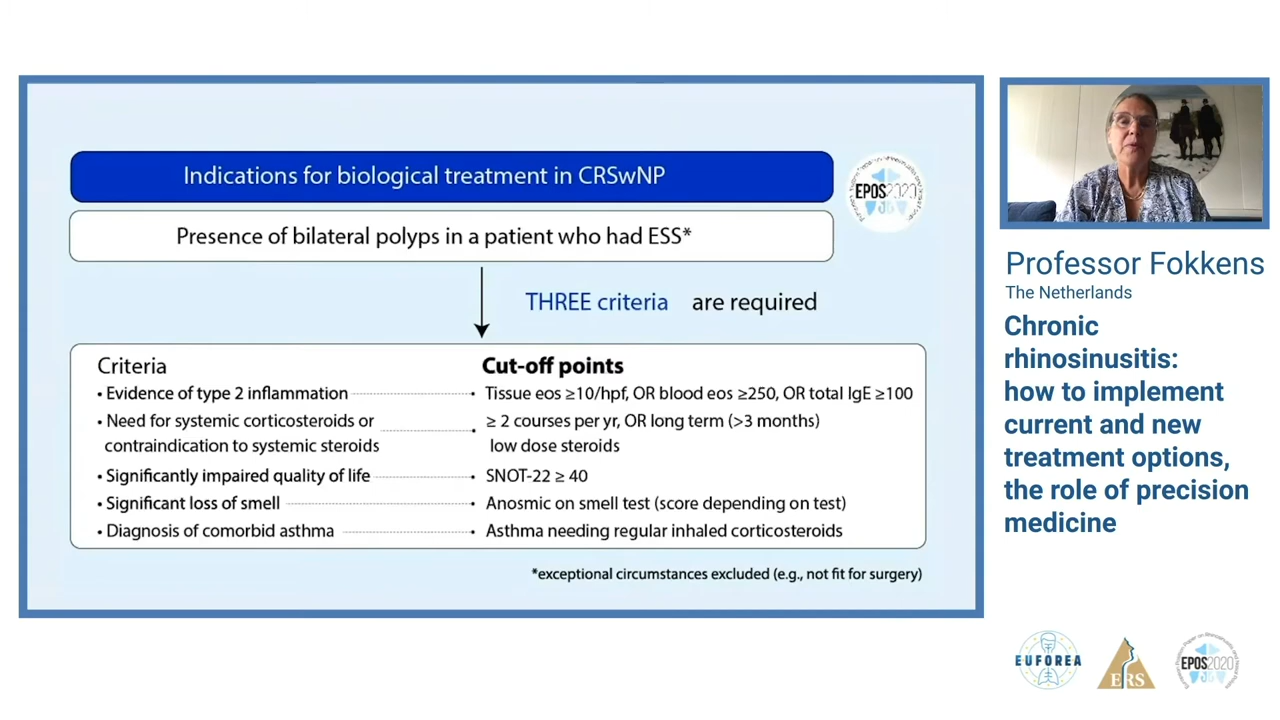 Indications for biological treatment in CRSwNP
EPOS2020
Presence of bilateral polyps in a patient who had ESS*
THREE criteria are required
Criteria Cut-off points
• Evidence of type 2 inflammation • Tissue eos ≥10/hpf, OR blood eos ≥250, OR total IgE ≥100
• Need for systemic corticosteroids or • ≥ 2 courses per yr, OR long term (>3 months)
contraindication to systemic steroids low dose steroids
• Significantly impaired quality of life • SNOT-22 ≥ 40
• Significant loss of smell • Anosmic on smell test (score depending on test)
• Diagnosis of comorbid asthma • Asthma needing regular inhaled corticosteroids
*exceptional circumstances excluded (e.g., not fit for surgery)
Professor Fokkens
The Netherlands
Chronic
rhinosinusitis:
how to implement
current and new
treatment options,
the role of precision
medicine
EUFOREA
ERS
EPOS2020